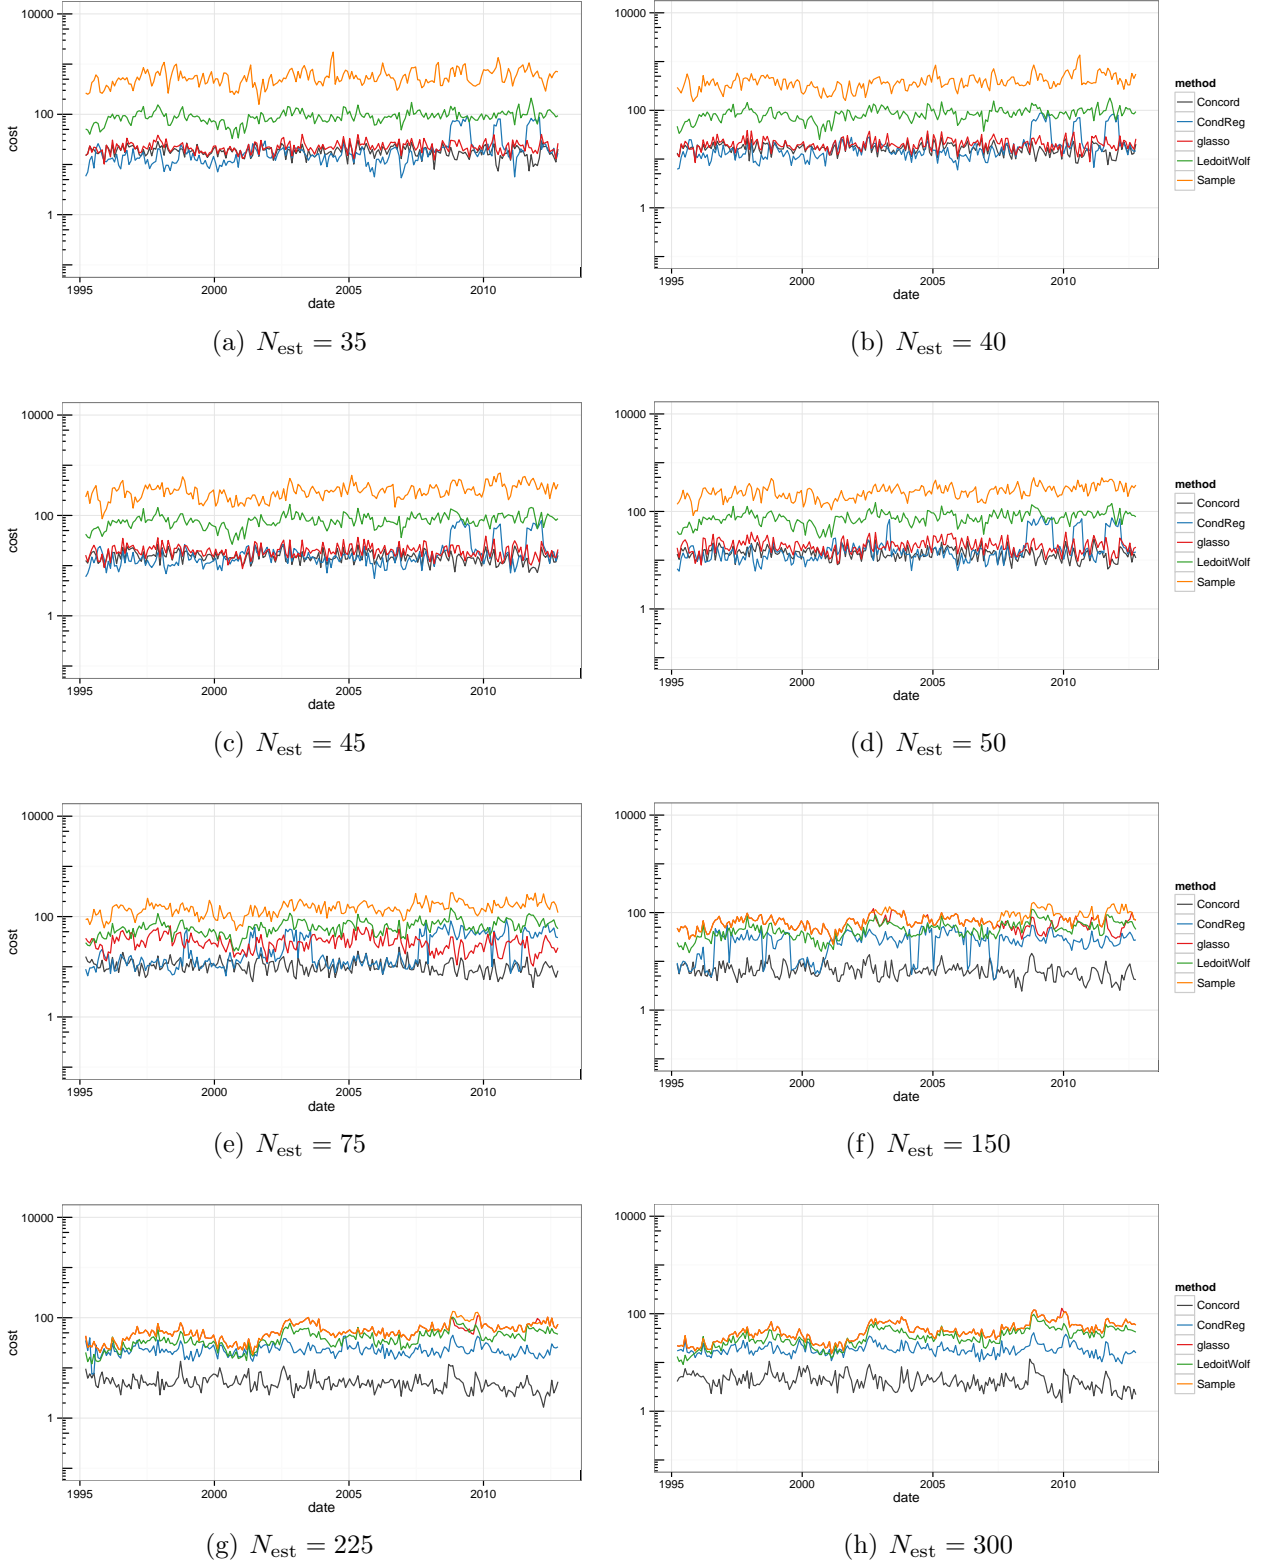 10000
100
1
cost
1995
2000
2005
2010
date
(a) N_est = 35
10000
100
1
1995
2000
2005
2010
date
method
Concord
CondReg
glasso
LedoitWolf
Sample
(b) N_est = 40
10000
100
1
cost
1995
2000
2005
2010
date
(c) N_est = 45
10000
100
1
1995
2000
2005
2010
date
method
Concord
CondReg
glasso
LedoitWolf
Sample
(d) N_est = 50
10000
100
1
cost
1995
2000
2005
2010
date
(e) N_est = 75
10000
100
1
1995
2000
2005
2010
date
method
Concord
CondReg
glasso
LedoitWolf
Sample
(f) N_est = 150
10000
100
1
cost
1995
2000
2005
2010
date
(g) N_est = 225
10000
100
1
1995
2000
2005
2010
date
method
Concord
CondReg
glasso
LedoitWolf
Sample
(h) N_est = 300